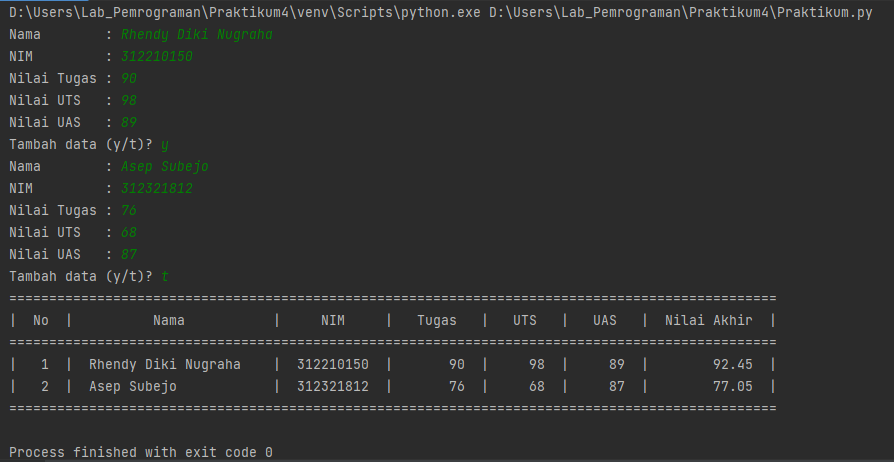 D:\Users\Lab_Pemrograman\Praktikum4\venv\Scripts\python.exe D:\Users\Lab_Pemrograman\Praktikum4\Praktikum.py
Nama        : Rhendy Diki Nugraha
NIM         : 312210150
Nilai Tugas : 90
Nilai UTS   : 98
Nilai UAS   : 89
Tambah data (y/t)? y
Nama        : Asep Subejo
NIM         : 312321812
Nilai Tugas : 76
Nilai UTS   : 68
Nilai UAS   : 87
Tambah data (y/t)? t
================================================================================================
|  No  |          Nama           |     NIM     |   Tugas   |   UTS   |   UAS   |  Nilai Akhir  |
================================================================================================
|   1  |  Rhendy Diki Nugraha    |  312210150  |       90  |     98  |     89  |        92.45  |
|   2  |  Asep Subejo            |  312321812  |       76  |     68  |     87  |        77.05  |
================================================================================================
Process finished with exit code 0